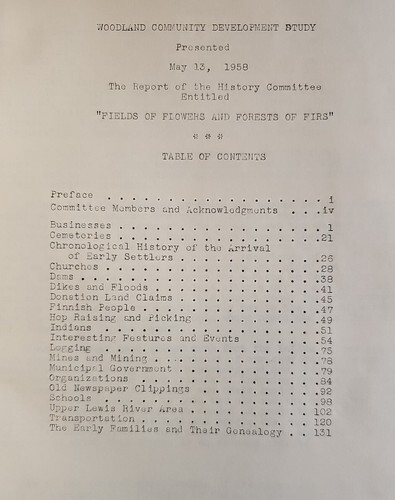 WOODLAND COMMUNITY DEVELOPMENT STUDY
Presented
May 13, 1958
The Report of the History Committee
Entitled
"FIELDS OF FLOWERS AND FORESTS OF FIRS"
* * *
TABLE OF CONTENTS
Preface . . . . . . . . . . . . . . . . . i
Committee Members and Acknowledgments . . .iv
Businesses . . . . . . . . . . . . . . . . 1
Cemetories . . . . . . . . . . . . . . . .21
Chronological History of the Arrival
of Early Settlers . . . . . . . . . . .26
Churches . . . . . . . . . . . . . . . . .28
Dams . . . . . . . . . . . . . . . . . . .38
Dikes and Floods . . . . . . . . . . . . .41
Donation Land Claims . . . . . . . . . . .45
Finnish People . . . . . . . . . . . . . .47
Hop Raising and Picking . . . . . . . . .49
Indians . . . . . . . . . . . . . . . . .51
Interesting Features and Events . . . . .54
Logging . . . . . . . . . . . . . . . . .75
Mines and Mining . . . . . . . . . . . . .78
Municipal Government . . . . . . . . . . .79
Organizations . . . . . . . . . . . . . .84
Old Newspaper Clippings . . . . . . . . .92
Schools . . . . . . . . . . . . . . . . .98
Upper Lewis River Area . . . . . . . . . 102
Transportation . . . . . . . . . . . . . 120
The Early Families and Their Genealogy . . 131